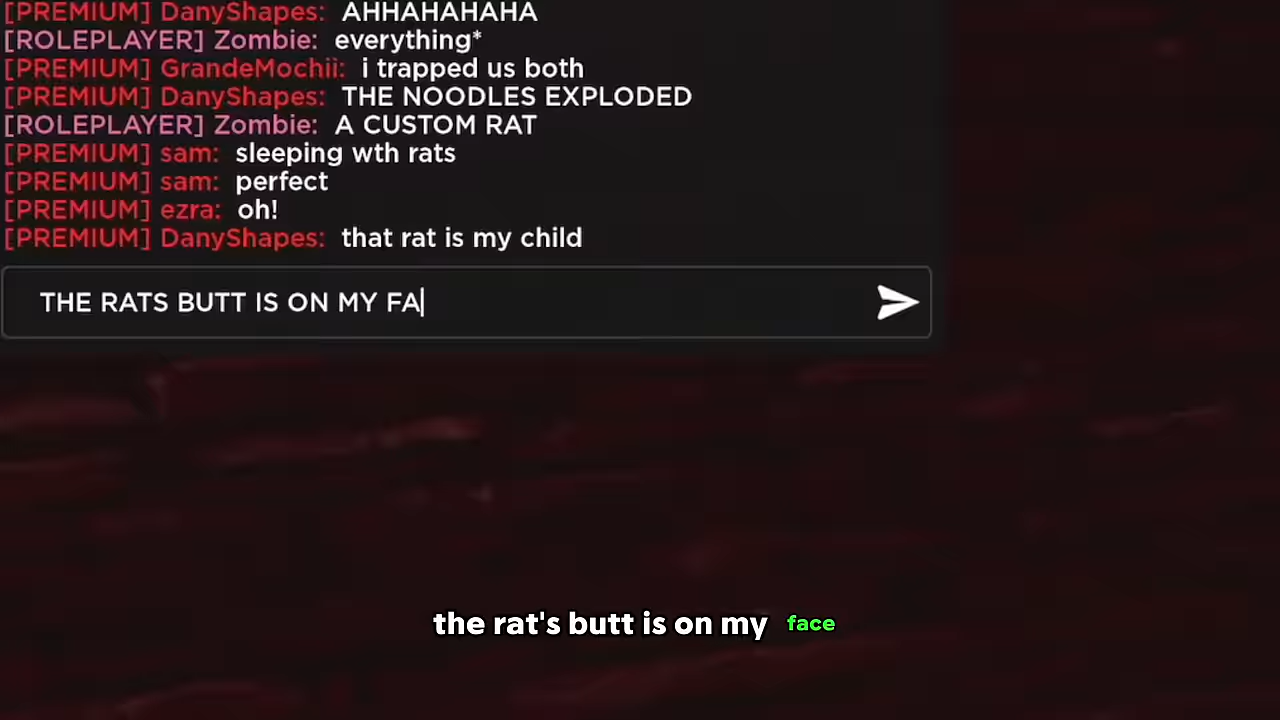 [PREMIUM] DanyShapes: AHHAHAHAHA
[ROLEPLAYER] Zombie: everything*
[PREMIUM] GrandeMochii: i trapped us both
[PREMIUM] DanyShapes: THE NOODLES EXPLODED
[ROLEPLAYER] Zombie: A CUSTOM RAT
[PREMIUM] sam: sleeping wth rats
[PREMIUM] sam: perfect
[PREMIUM] ezra: oh!
[PREMIUM] DanyShapes: that rat is my child
THE RATS BUTT IS ON MY FA
the rat's butt is on my face